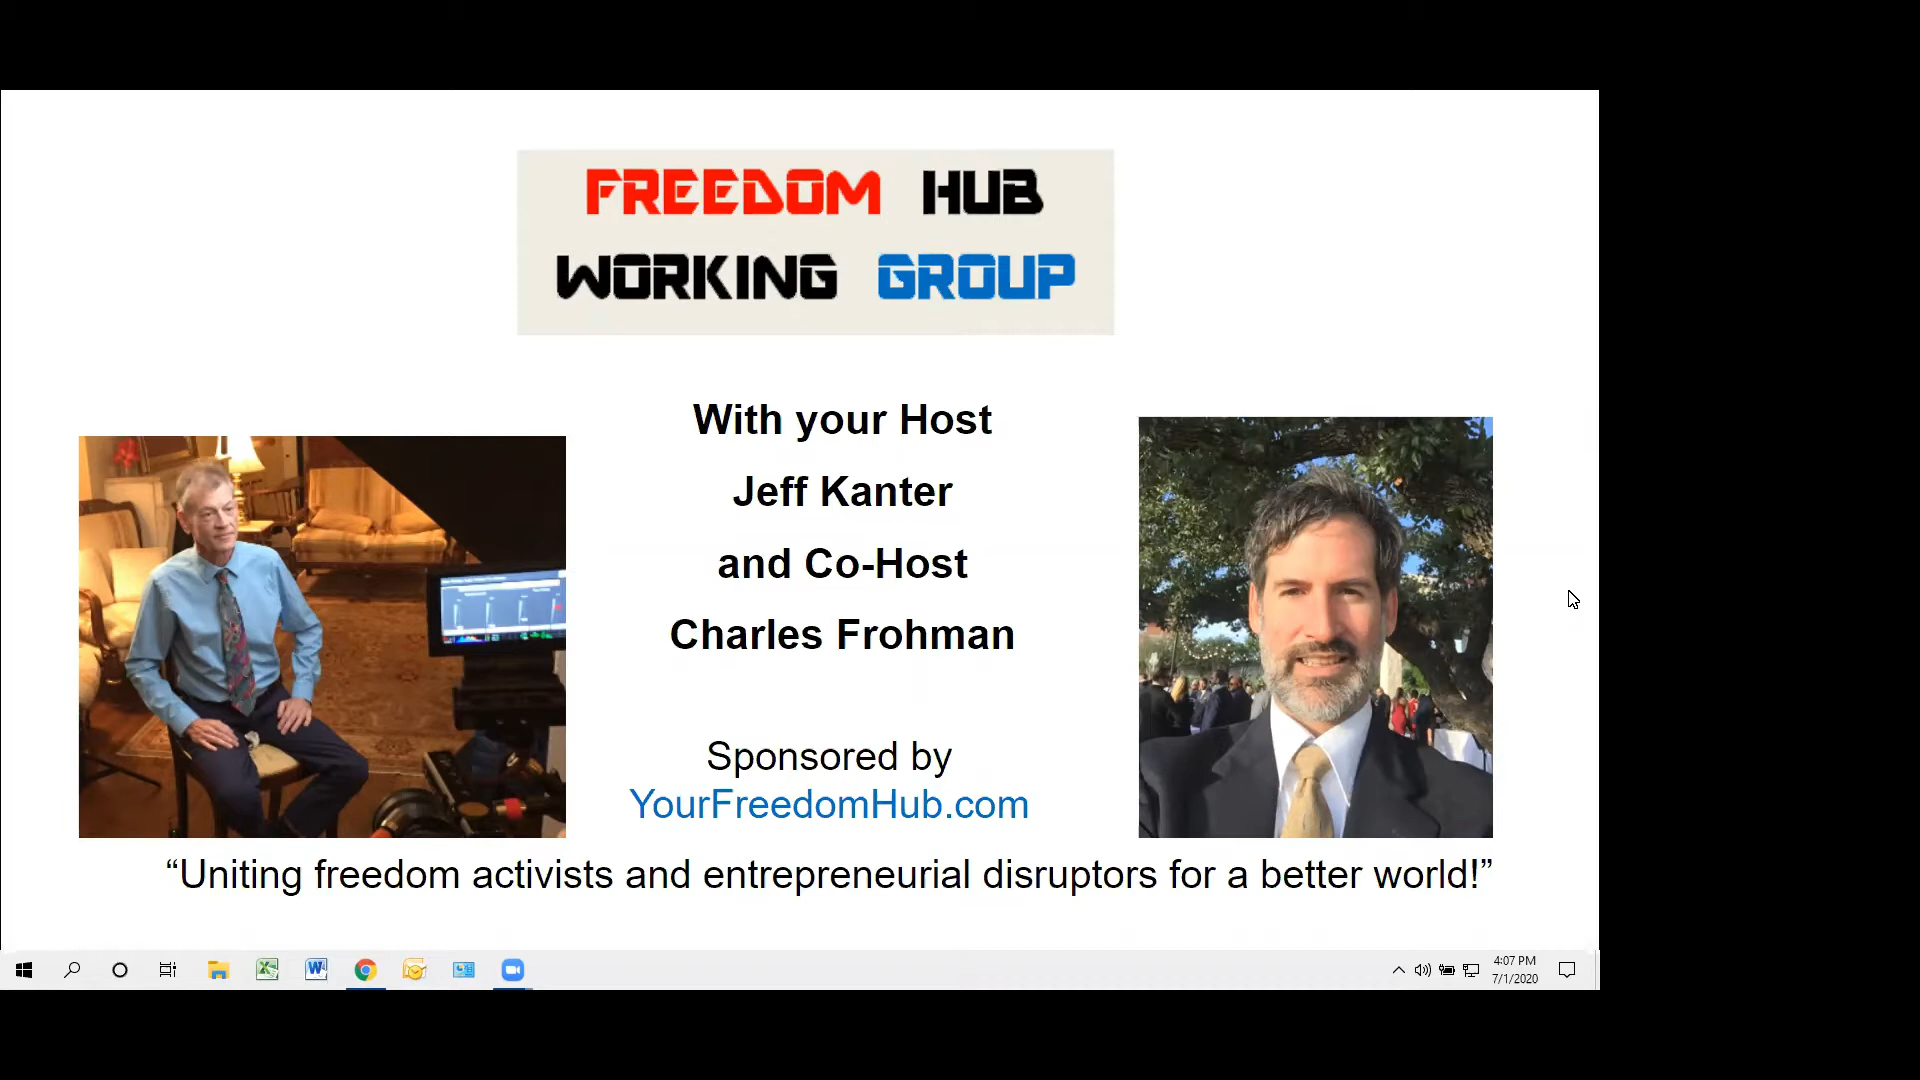 FREEDOM HUB
WORKING GROUP
With your Host
Jeff Kanter
and Co-Host
Charles Frohman
Sponsored by
YourFreedomHub.com
“Uniting freedom activists and entrepreneurial disruptors for a better world!”
4:07 PM
7/1/2020